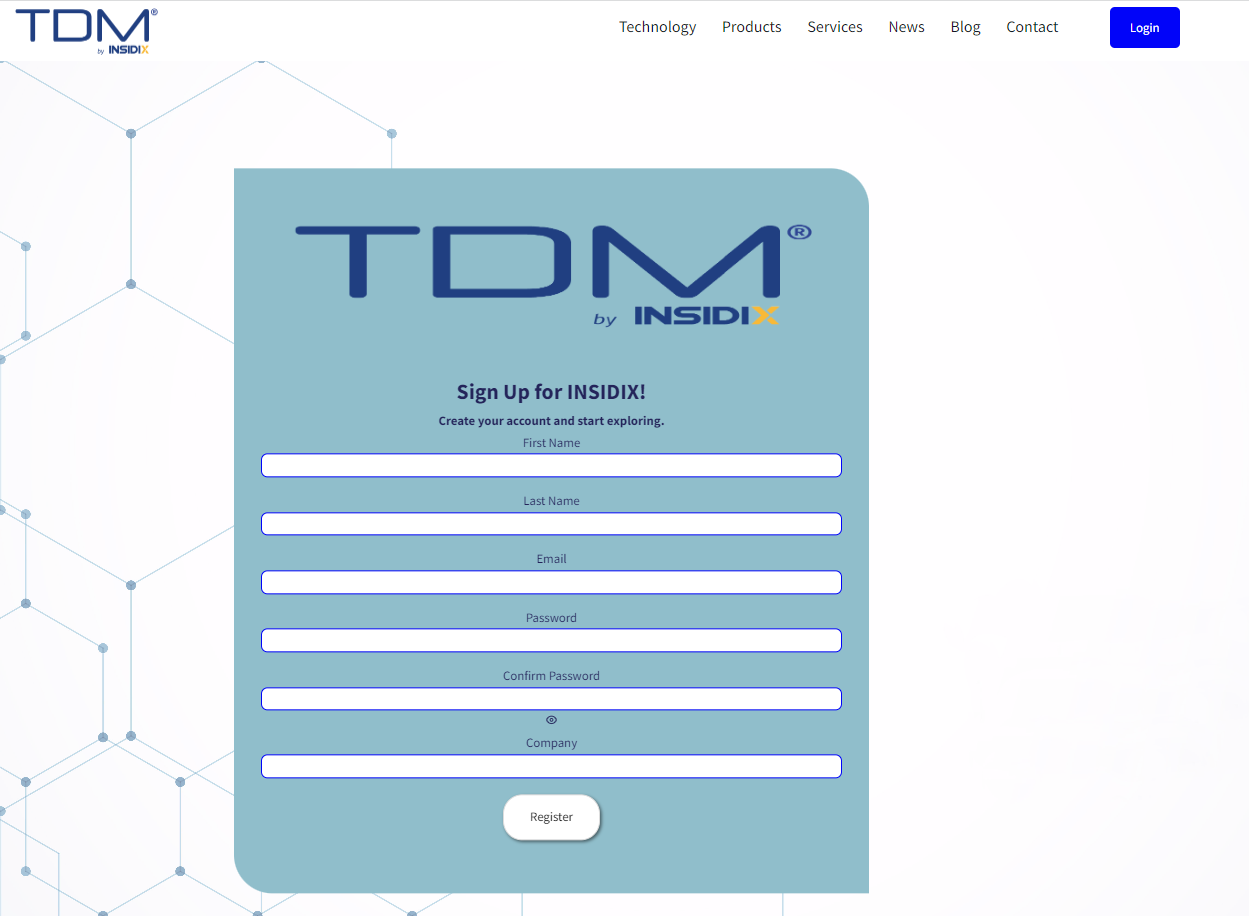 TDM®
by INSIDIX
Technology Products Services News Blog Contact Login
TDM®
by INSIDIX
Sign Up for INSIDIX!
Create your account and start exploring.
First Name
Last Name
Email
Password
Confirm Password
Company
Register